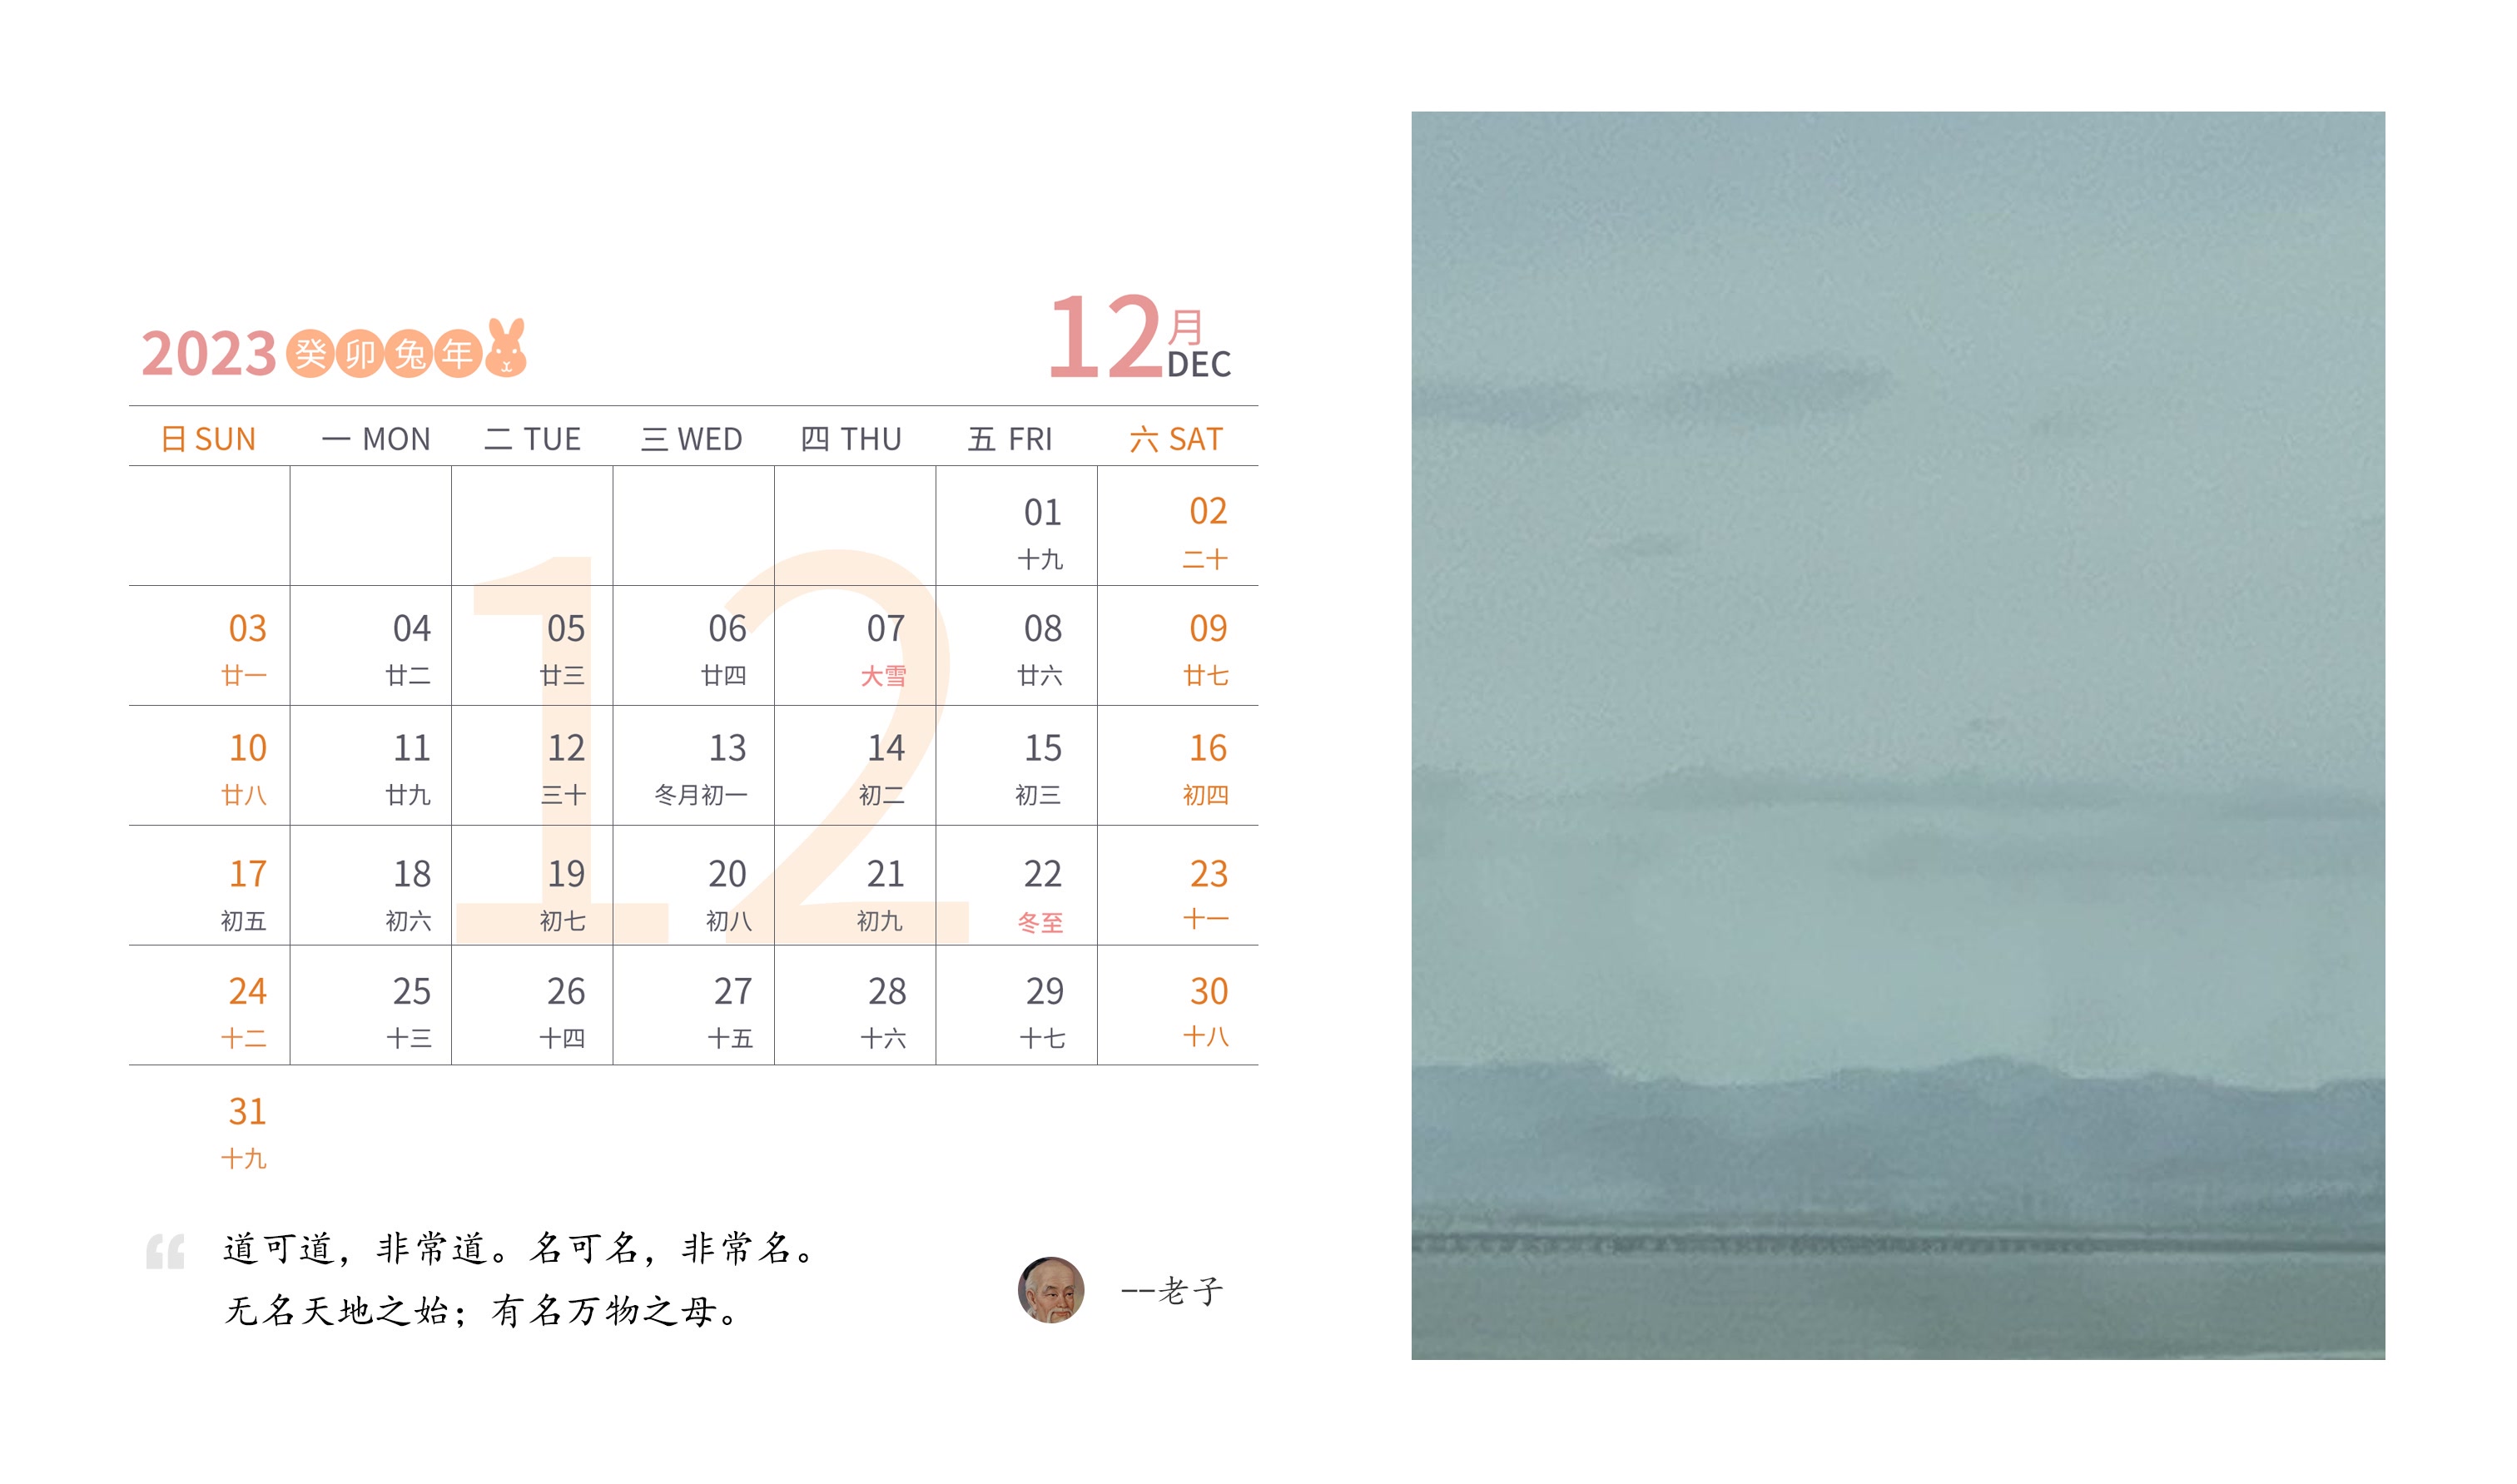 2023 癸卯兔年
12月
DEC
日 SUN 一 MON 二 TUE 三 WED 四 THU 五 FRI 六 SAT
01 02
十九 二十
03 04 05 06 07 08 09
廿一 廿二 廿三 廿四 大雪 廿六 廿七
10 11 12 13 14 15 16
廿八 廿九 三十 冬月初一 初二 初三 初四
17 18 19 20 21 22 23
初五 初六 初七 初八 初九 冬至 十一
24 25 26 27 28 29 30
十二 十三 十四 十五 十六 十七 十八
31
十九
12
“
道可道，非常道。名可名，非常名。
无名天地之始；有名万物之母。
--老子